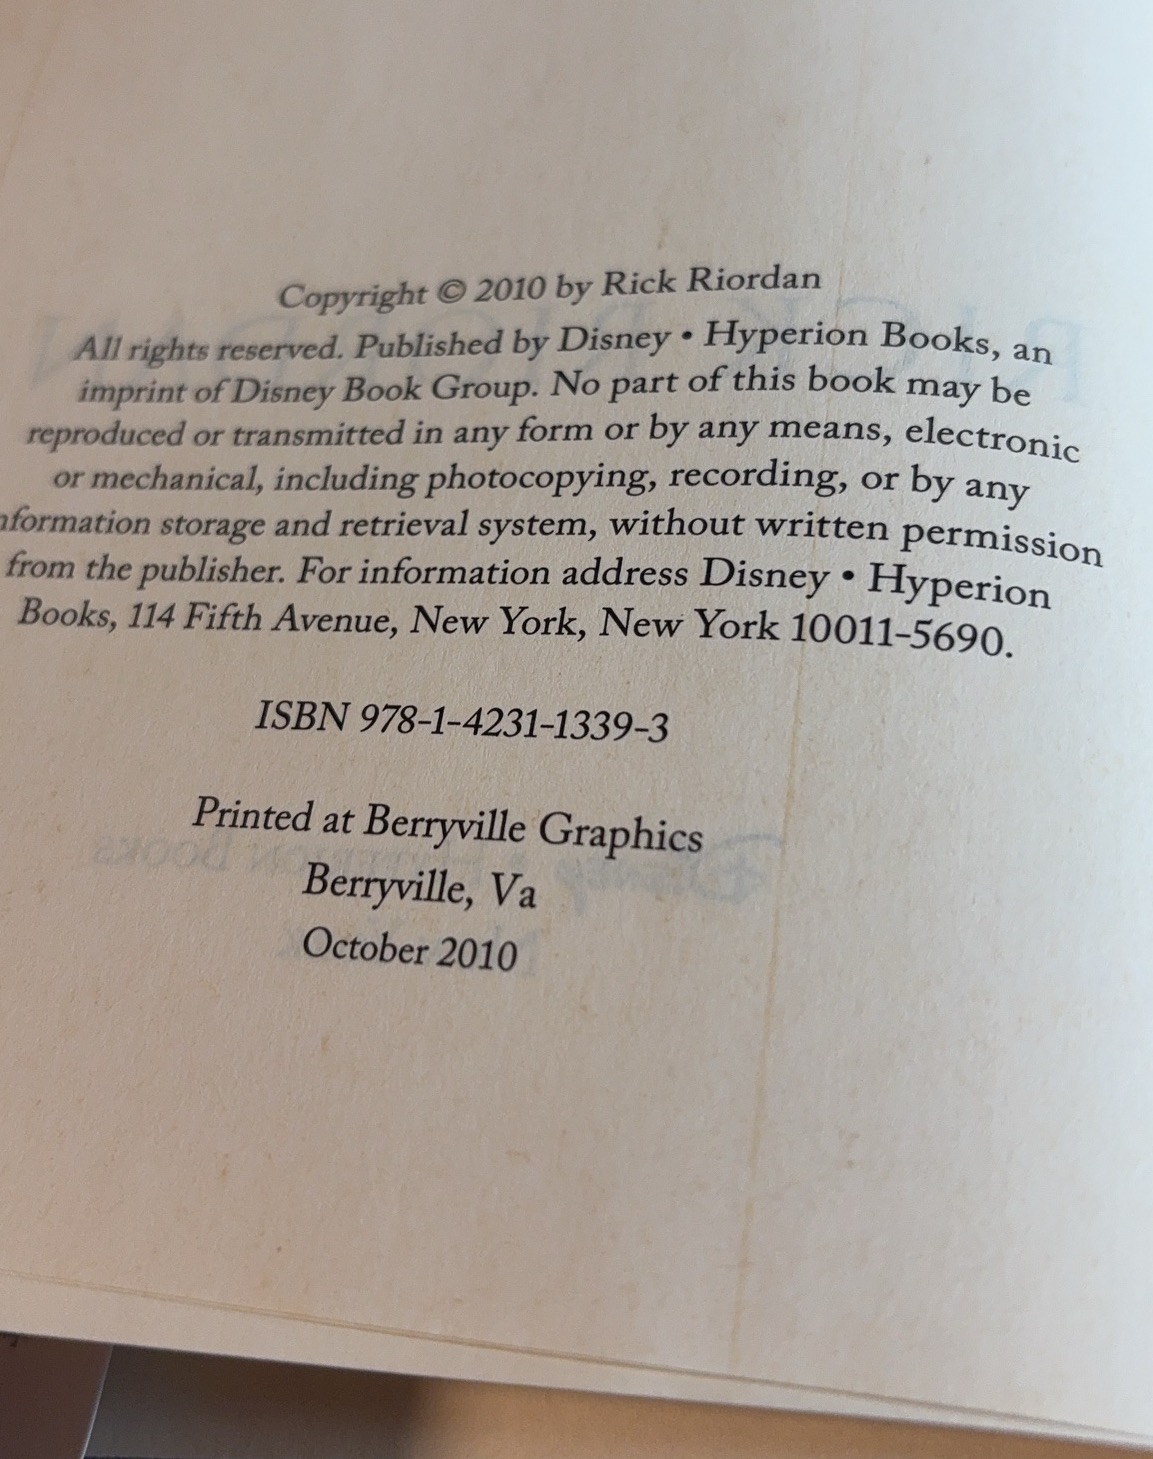 Copyright © 2010 by Rick Riordan
All rights reserved. Published by Disney • Hyperion Books, an
imprint of Disney Book Group. No part of this book may be
reproduced or transmitted in any form or by any means, electronic
or mechanical, including photocopying, recording, or by any
nformation storage and retrieval system, without written permission
from the publisher. For information address Disney • Hyperion
Books, 114 Fifth Avenue, New York, New York 10011-5690.
ISBN 978-1-4231-1339-3
Printed at Berryville Graphics
Berryville, Va
October 2010